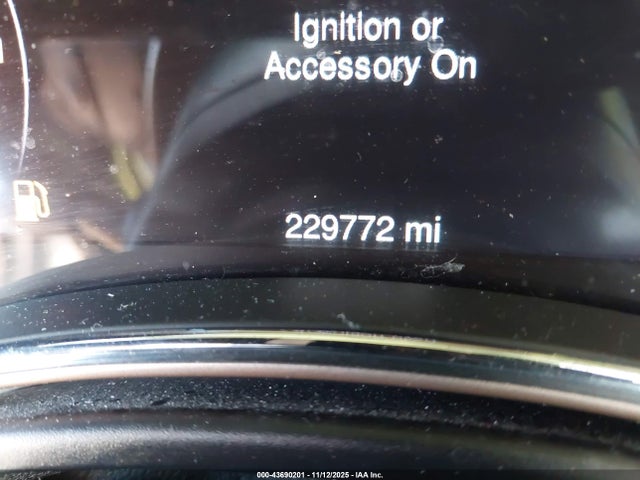 Ignition or
Accessory On
229772 mi
000-43690201 - 11/12/2025 - IAA Inc.